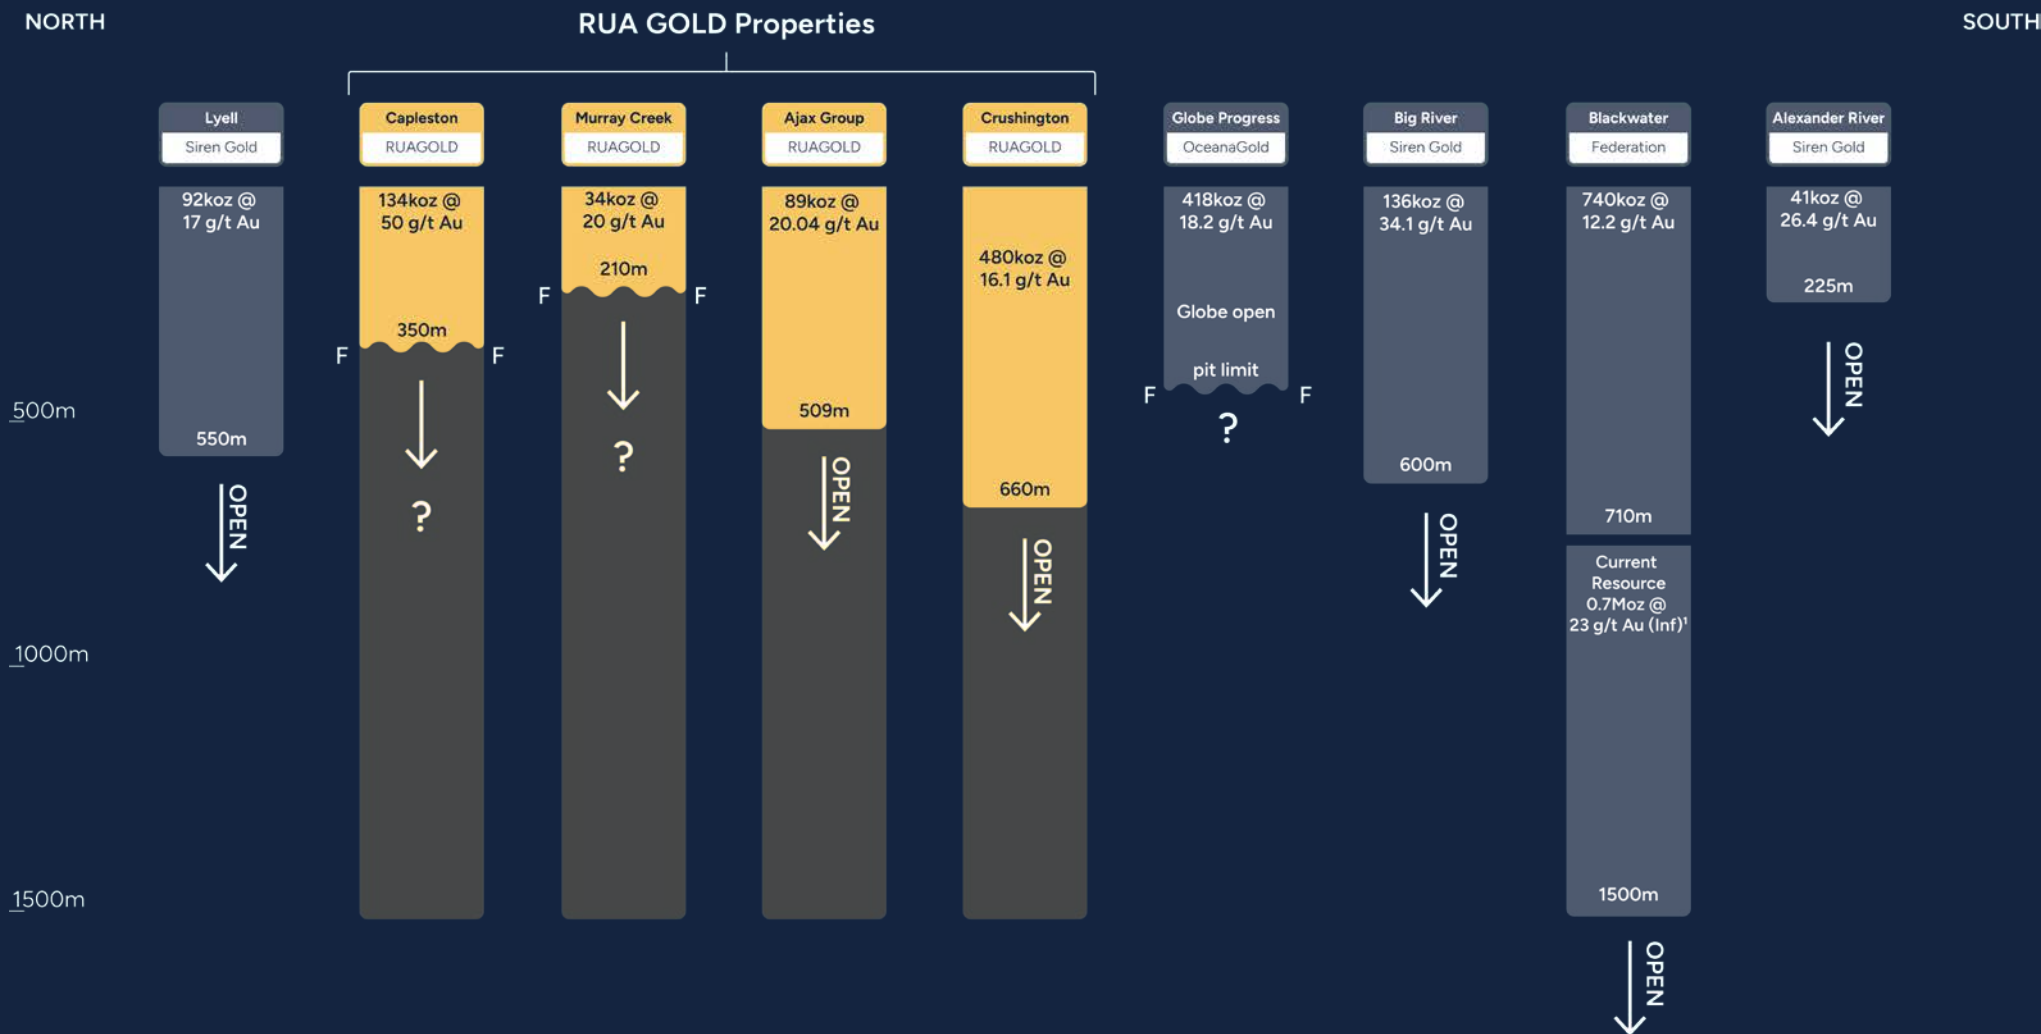 NORTH
RUA GOLD Properties
SOUTH
Lyell
Siren Gold
92koz @
17 g/t Au
550m
OPEN
Capleston
RUAGOLD
134koz @
50 g/t Au
350m
F
F
?
Murray Creek
RUAGOLD
34koz @
20 g/t Au
210m
F
F
?
Ajax Group
RUAGOLD
89koz @
20.04 g/t Au
509m
OPEN
Crushington
RUAGOLD
480koz @
16.1 g/t Au
660m
OPEN
Globe Progress
OceanaGold
418koz @
18.2 g/t Au
Globe open
pit limit
F
F
?
Big River
Siren Gold
136koz @
34.1 g/t Au
600m
OPEN
Blackwater
Federation
740koz @
12.2 g/t Au
710m
Current
Resource
0.7Moz @
23 g/t Au (Inf)¹
1500m
OPEN
Alexander River
Siren Gold
41koz @
26.4 g/t Au
225m
OPEN
500m
1000m
1500m